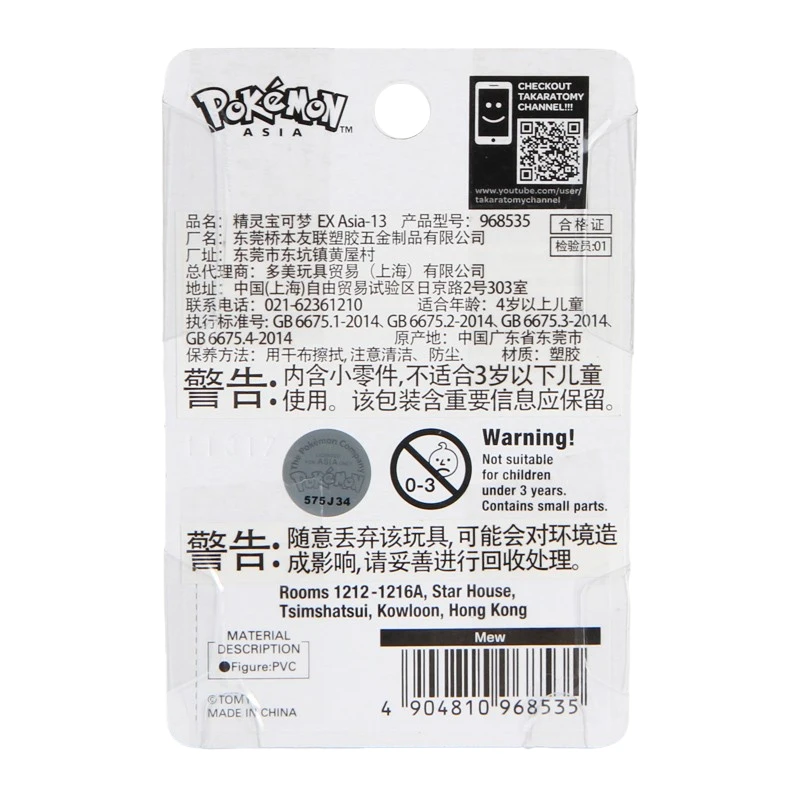 POKéMON
ASIA
TM
CHECKOUT
TAKARATOMY
CHANNEL!!!
www.youtube.com/user/
takaratomychannel
品名：精灵宝可梦 EX Asia-13 产品型号：968535
合格证
厂名：东莞桥本友联塑胶五金制品有限公司
检验员:01
厂址：东莞市东坑镇黄屋村
总代理商：多美玩具贸易（上海）有限公司
地址：中国(上海)自由贸易试验区日京路2号303室
联系电话：021-62361210 适合年龄：4岁以上儿童
执行标准号: GB 6675.1-2014、GB 6675.2-2014、GB 6675.3-2014、
GB 6675.4-2014 原产地：中国广东省东莞市
保养方法：用干布擦拭,注意清洁、防尘. 材质：塑胶
警告:内含小零件,不适合3岁以下儿童
使用。该包装含重要信息应保留。
The Pokémon Company
POKéMON
575J34
0-3
Warning!
Not suitable
for children
under 3 years.
Contains small parts.
警告:随意丢弃该玩具,可能会对环境造
成影响,请妥善进行回收处理。
Rooms 1212-1216A, Star House,
Tsimshatsui, Kowloon, Hong Kong
MATERIAL
DESCRIPTION
●Figure:PVC
Mew
4 904810 968535
©TOMY
MADE IN CHINA